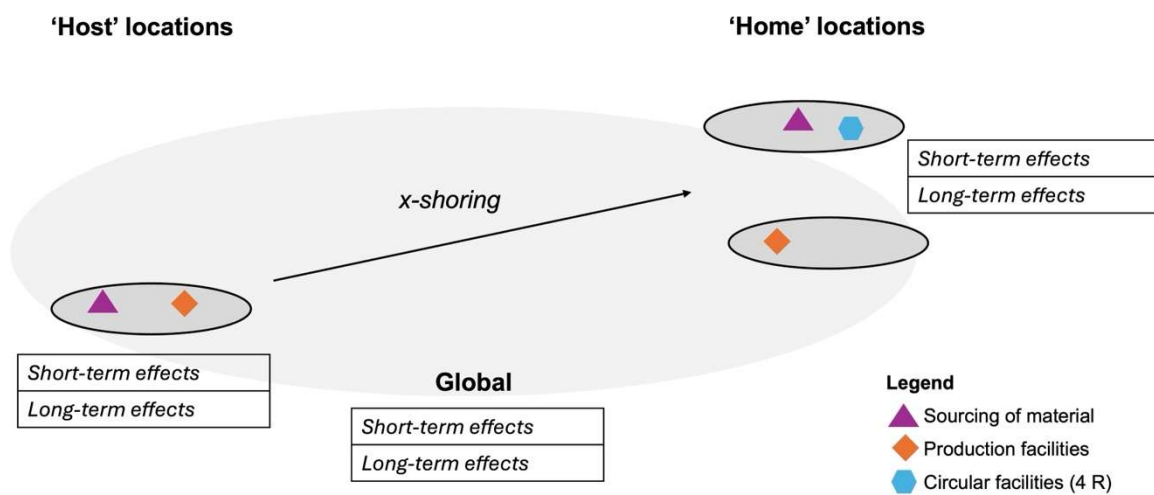 ‘Host’ locations
‘Home’ locations
x-shoring
Short-term effects
Long-term effects
Short-term effects
Long-term effects
Global
Short-term effects
Long-term effects
Legend
Sourcing of material
Production facilities
Circular facilities (4 R)